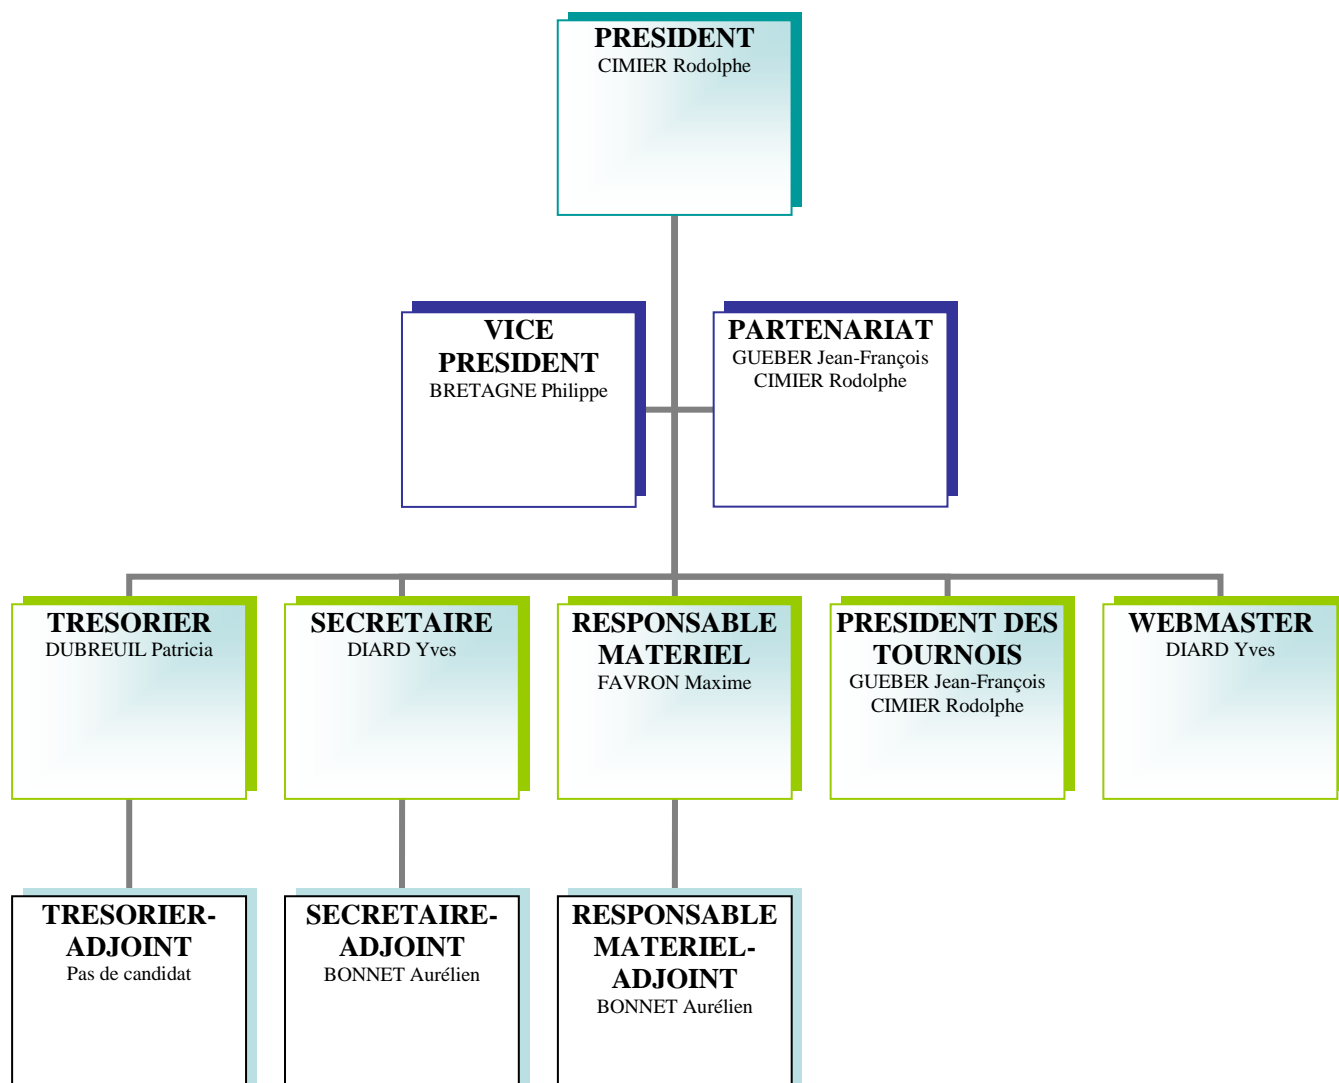 PRESIDENT
CIMIER Rodolphe
VICE
PRESIDENT
BRETAGNE Philippe
PARTENARIAT
GUEBER Jean-François
CIMIER Rodolphe
TRESORIER
DUBREUIL Patricia
SECRETAIRE
DIARD Yves
RESPONSABLE
MATERIEL
FAVRON Maxime
PRESIDENT DES
TOURNOIS
GUEBER Jean-François
CIMIER Rodolphe
WEBMASTER
DIARD Yves
TRESORIER-
ADJOINT
Pas de candidat
SECRETAIRE-
ADJOINT
BONNET Aurélien
RESPONSABLE
MATERIEL-
ADJOINT
BONNET Aurélien